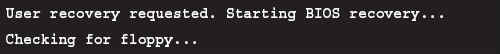 User recovery requested. Starting BIOS recovery...
Checking for floppy...